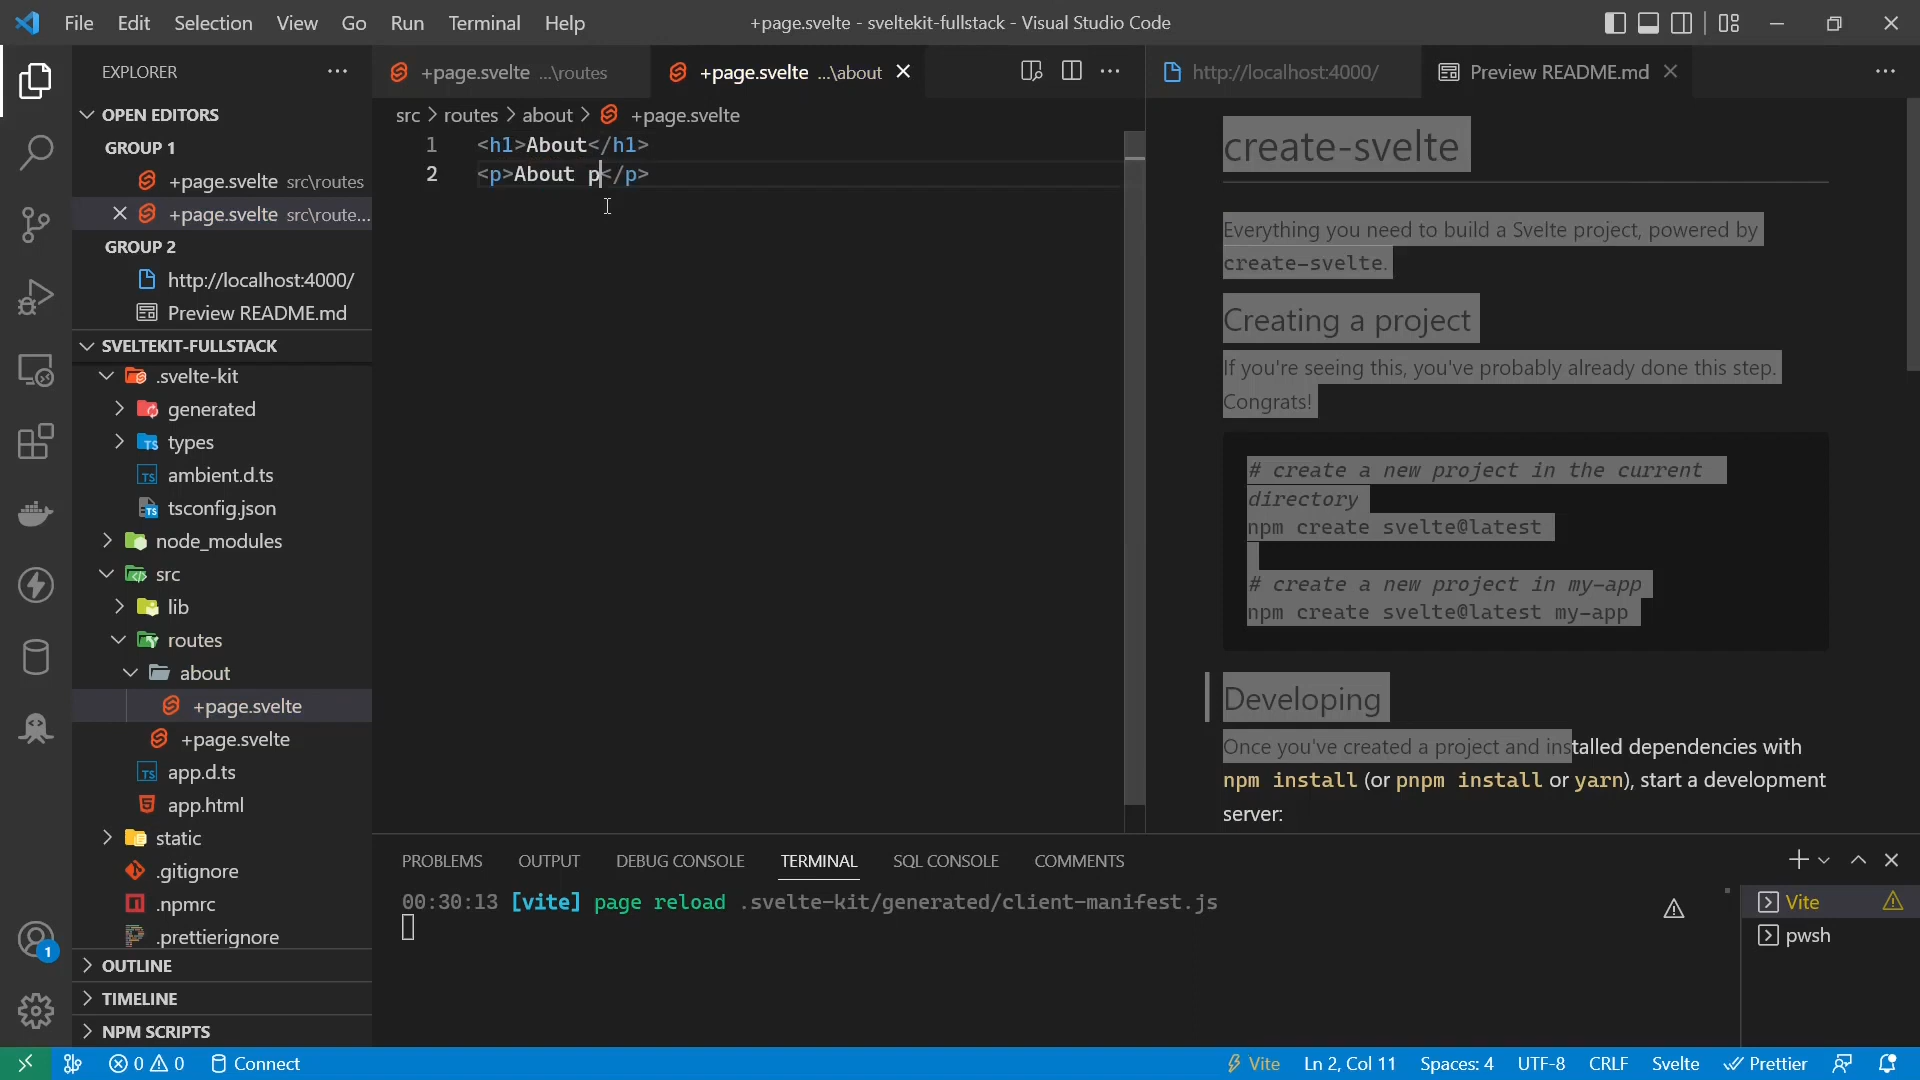 File Edit Selection View Go Run Terminal Help
+page.svelte - sveltekit-fullstack - Visual Studio Code
EXPLORER
OPEN EDITORS
GROUP 1
+page.svelte src\routes
+page.svelte src\route...
GROUP 2
http://localhost:4000/
Preview README.md
SVELTEKIT-FULLSTACK
.svelte-kit
generated
types
ambient.d.ts
tsconfig.json
node_modules
src
lib
routes
about
+page.svelte
+page.svelte
app.d.ts
app.html
static
.gitignore
.npmrc
.prettierignore
OUTLINE
TIMELINE
NPM SCRIPTS
+page.svelte ...\routes
+page.svelte ...\about
src > routes > about > +page.svelte
1 <h1>About</h1>
2 <p>About p</p>
http://localhost:4000/
Preview README.md
create-svelte
Everything you need to build a Svelte project, powered by
create-svelte.
Creating a project
If you're seeing this, you've probably already done this step.
Congrats!
# create a new project in the current
directory
npm create svelte@latest
# create a new project in my-app
npm create svelte@latest my-app
Developing
Once you've created a project and installed dependencies with
npm install (or pnpm install or yarn), start a development
server:
PROBLEMS OUTPUT DEBUG CONSOLE TERMINAL SQL CONSOLE COMMENTS
00:30:13 [vite] page reload .svelte-kit/generated/client-manifest.js
Vite
pwsh
1
0 0 Connect
Vite Ln 2, Col 11 Spaces: 4 UTF-8 CRLF Svelte Prettier